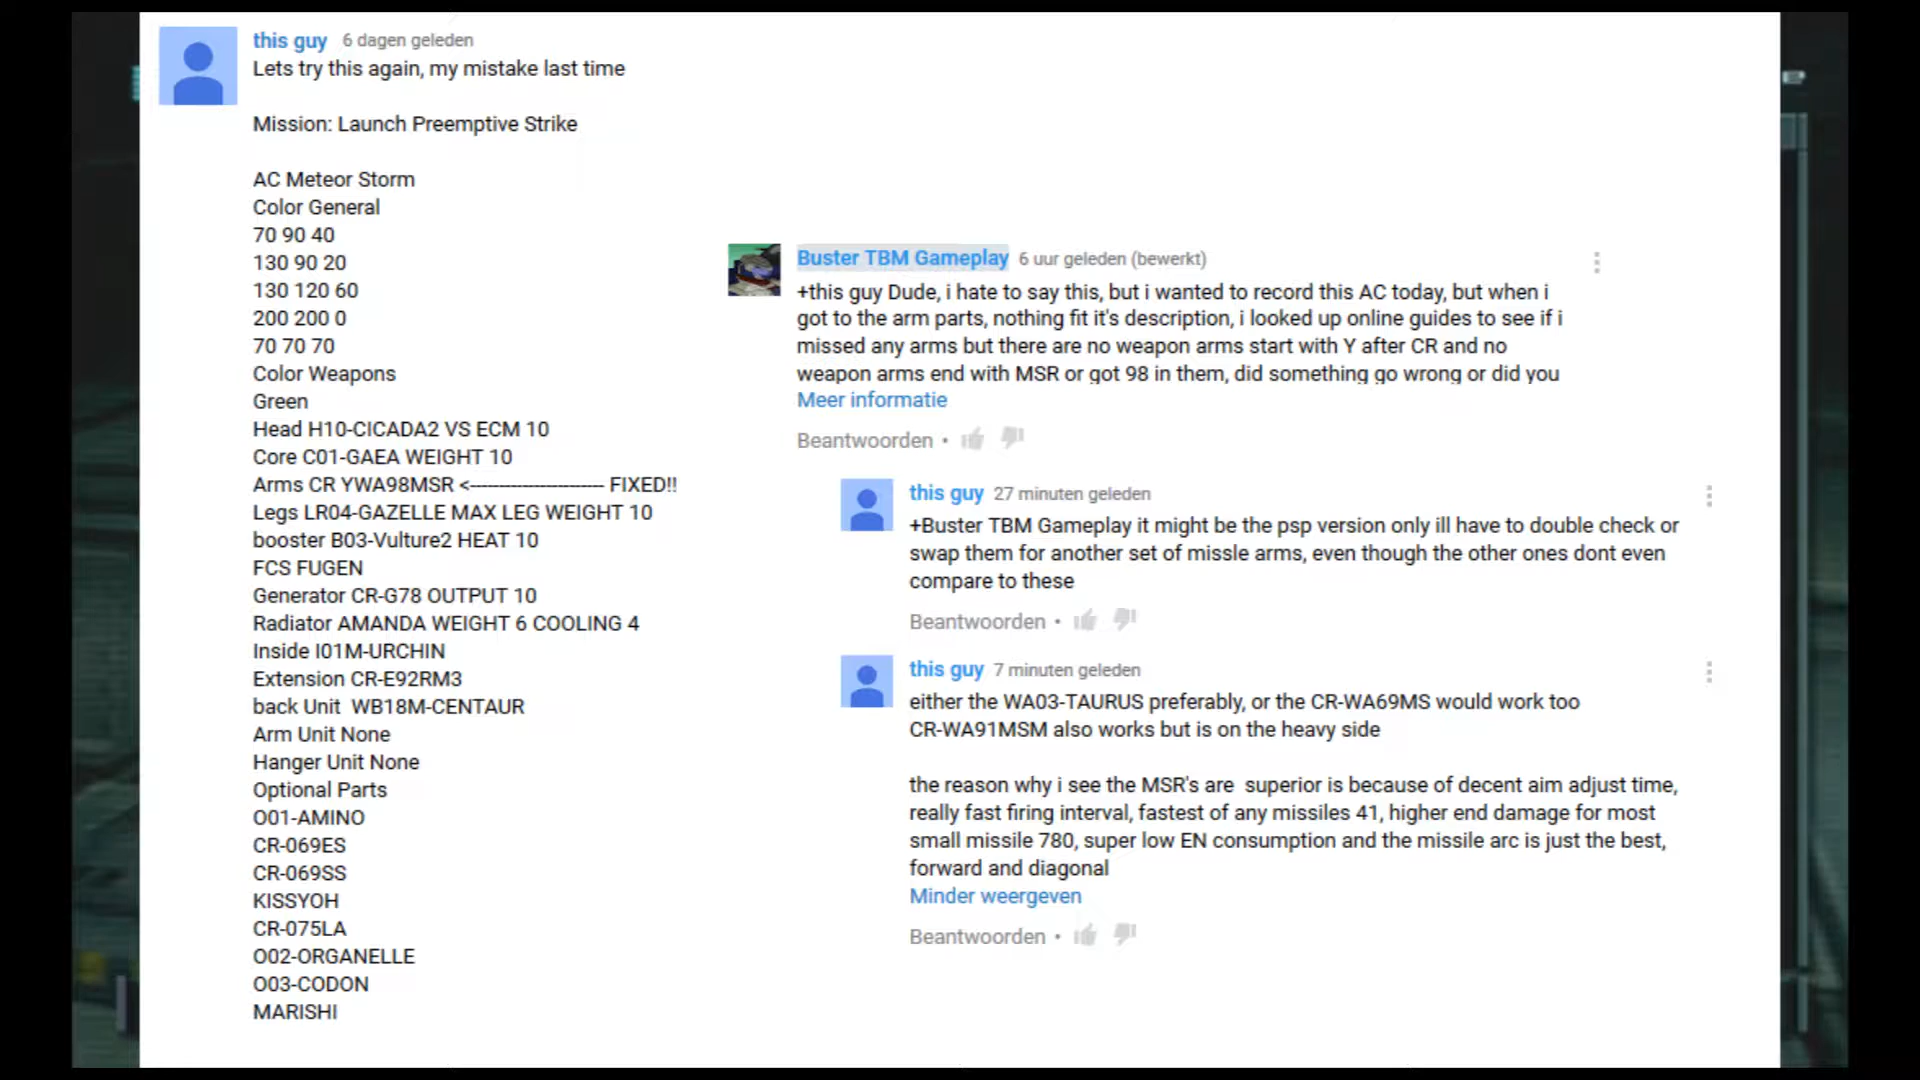 this guy 6 dagen geleden
Lets try this again, my mistake last time
Mission: Launch Preemptive Strike
AC Meteor Storm
Color General
70 90 40
130 90 20
130 120 60
200 200 0
70 70 70
Color Weapons
Green
Head H10-CICADA2 VS ECM 10
Core C01-GAEA WEIGHT 10
Arms CR YWA98MSR <----------------------- FIXED!!
Legs LR04-GAZELLE MAX LEG WEIGHT 10
booster B03-Vulture2 HEAT 10
FCS FUGEN
Generator CR-G78 OUTPUT 10
Radiator AMANDA WEIGHT 6 COOLING 4
Inside I01M-URCHIN
Extension CR-E92RM3
back Unit  WB18M-CENTAUR
Arm Unit None
Hanger Unit None
Optional Parts
O01-AMINO
CR-069ES
CR-069SS
KISSYOH
CR-075LA
O02-ORGANELLE
O03-CODON
MARISHI
Buster TBM Gameplay 6 uur geleden (bewerkt)
+this guy Dude, i hate to say this, but i wanted to record this AC today, but when i
got to the arm parts, nothing fit it's description, i looked up online guides to see if i
missed any arms but there are no weapon arms start with Y after CR and no
weapon arms end with MSR or got 98 in them, did something go wrong or did you
Meer informatie
Beantwoorden •
this guy 27 minuten geleden
+Buster TBM Gameplay it might be the psp version only ill have to double check or
swap them for another set of missle arms, even though the other ones dont even
compare to these
Beantwoorden •
this guy 7 minuten geleden
either the WA03-TAURUS preferably, or the CR-WA69MS would work too
CR-WA91MSM also works but is on the heavy side
the reason why i see the MSR's are  superior is because of decent aim adjust time,
really fast firing interval, fastest of any missiles 41, higher end damage for most
small missile 780, super low EN consumption and the missile arc is just the best,
forward and diagonal
Minder weergeven
Beantwoorden •